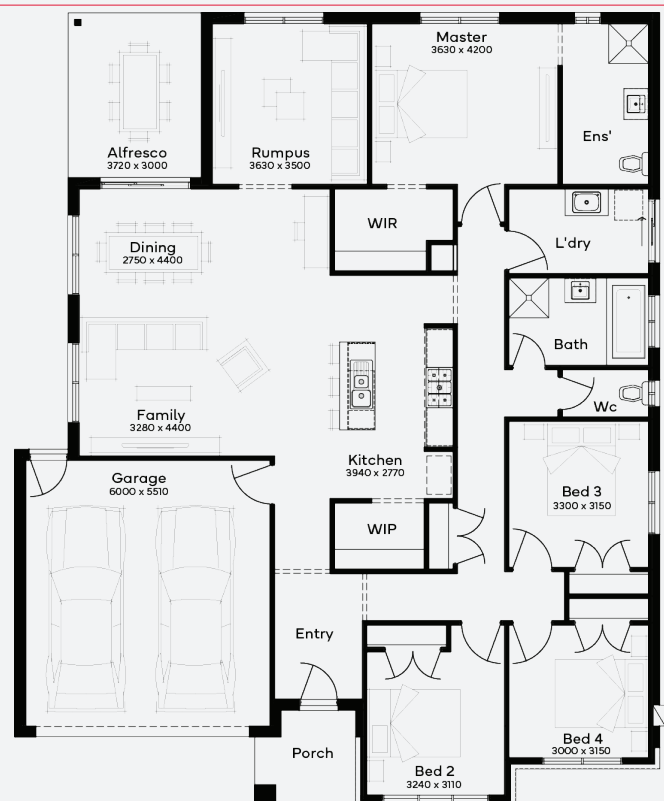 Master
3630 x 4200
Ens'
Alfresco
3720 x 3000
Rumpus
3630 x 3500
WIR
L'dry
Dining
2750 x 4400
Bath
Wc
Family
3280 x 4400
Kitchen
3940 x 2770
Garage
6000 x 5510
Bed 3
3300 x 3150
WIP
Entry
Porch
Bed 4
3000 x 3150
Bed 2
3240 x 3110